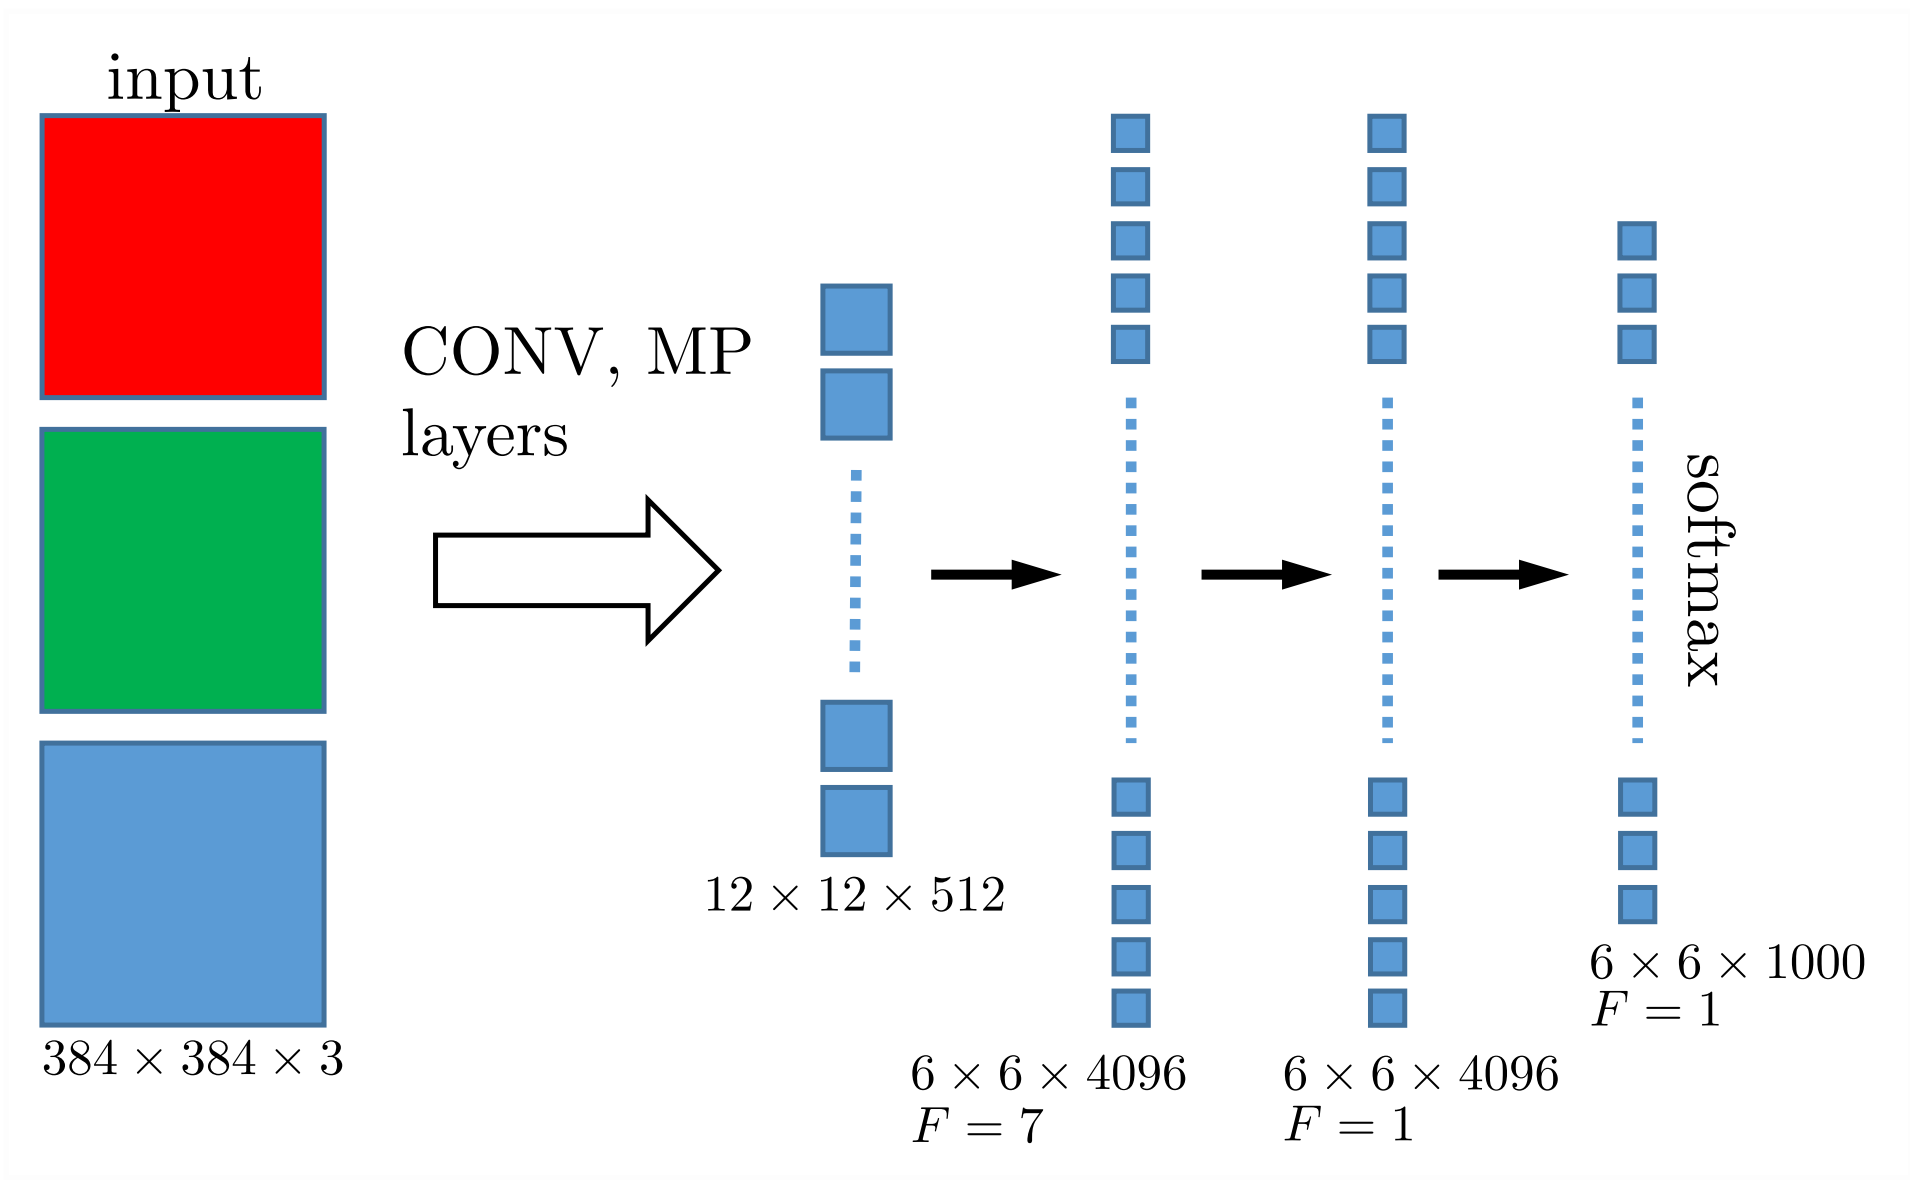 input
384 × 384 × 3
CONV, MP
layers
12 × 12 × 512
6 × 6 × 4096
F = 7
6 × 6 × 4096
F = 1
6 × 6 × 1000
F = 1
softmax